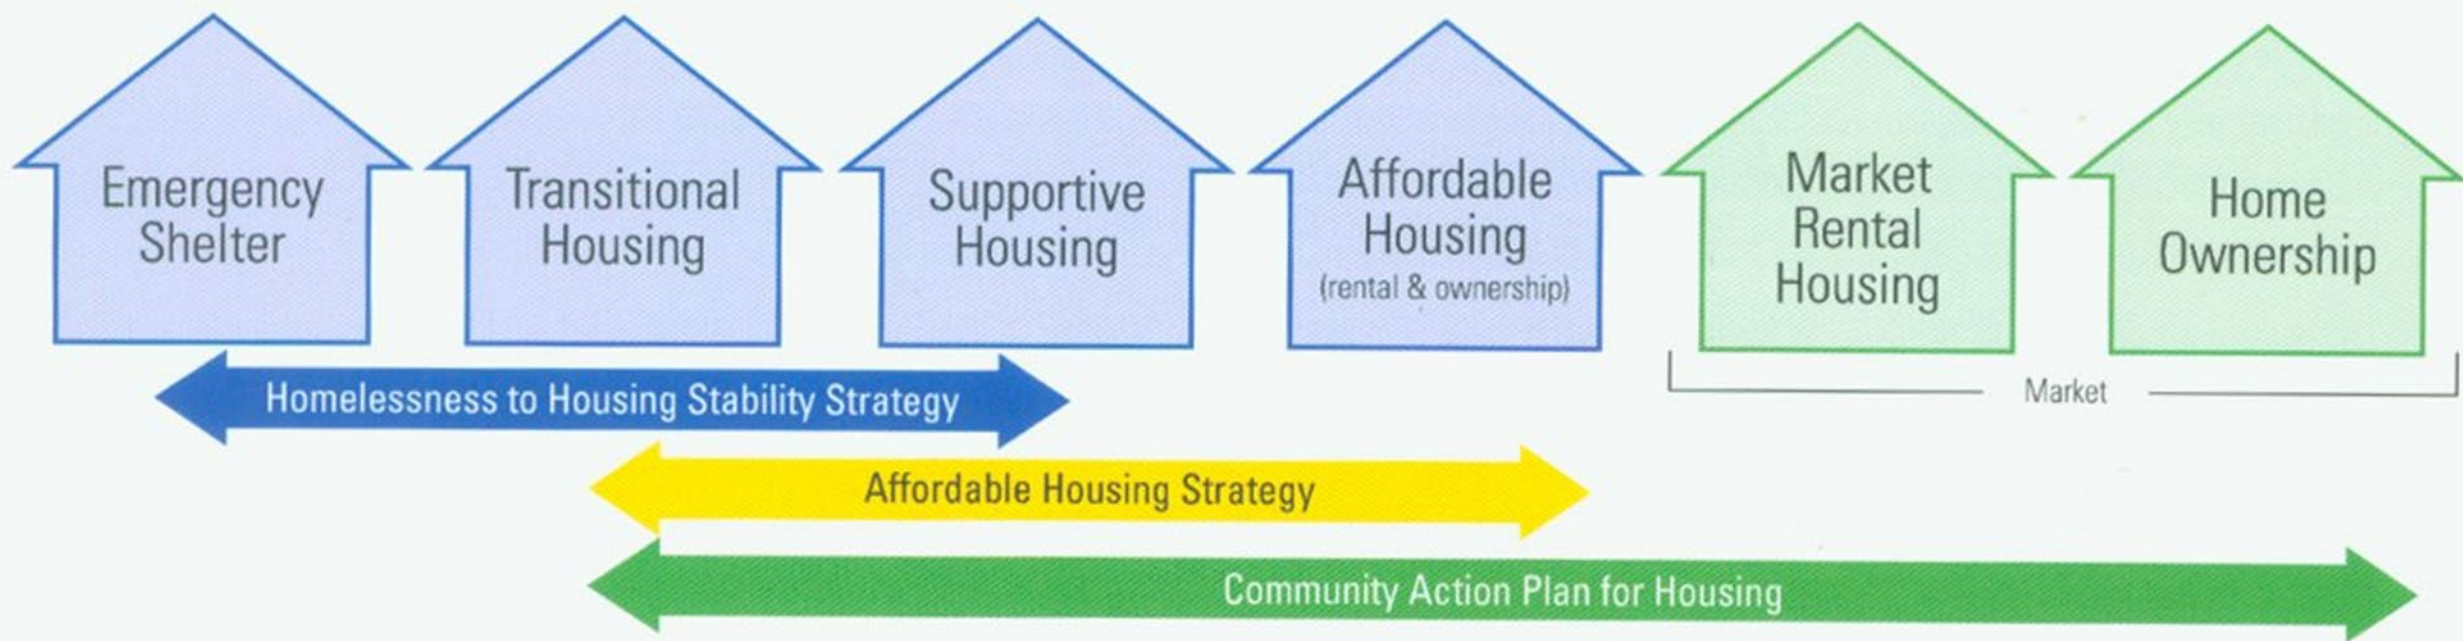 Emergency
Shelter
Transitional
Housing
Supportive
Housing
Affordable
Housing
(rental & ownership)
Market
Rental
Housing
Home
Ownership
Market
Homelessness to Housing Stability Strategy
Affordable Housing Strategy
Community Action Plan for Housing